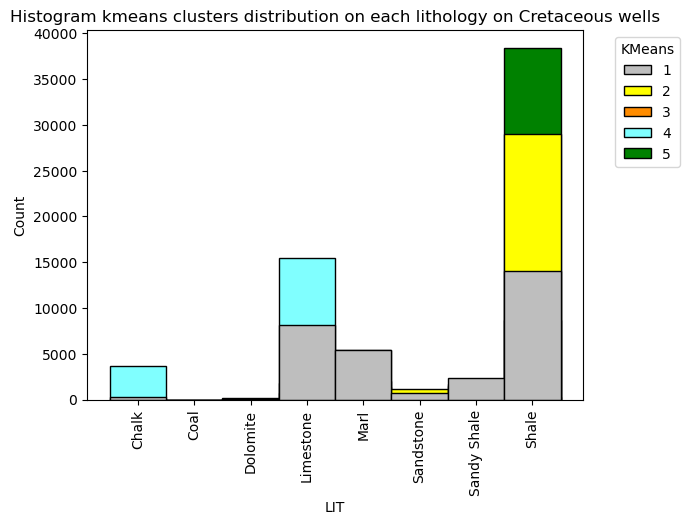 Histogram kmeans clusters distribution on each lithology on Cretaceous wells
KMeans
1
2
3
4
5
Count
40000
35000
30000
25000
20000
15000
10000
5000
0
Chalk
Coal
Dolomite
Limestone
Marl
Sandstone
Sandy Shale
Shale
LIT